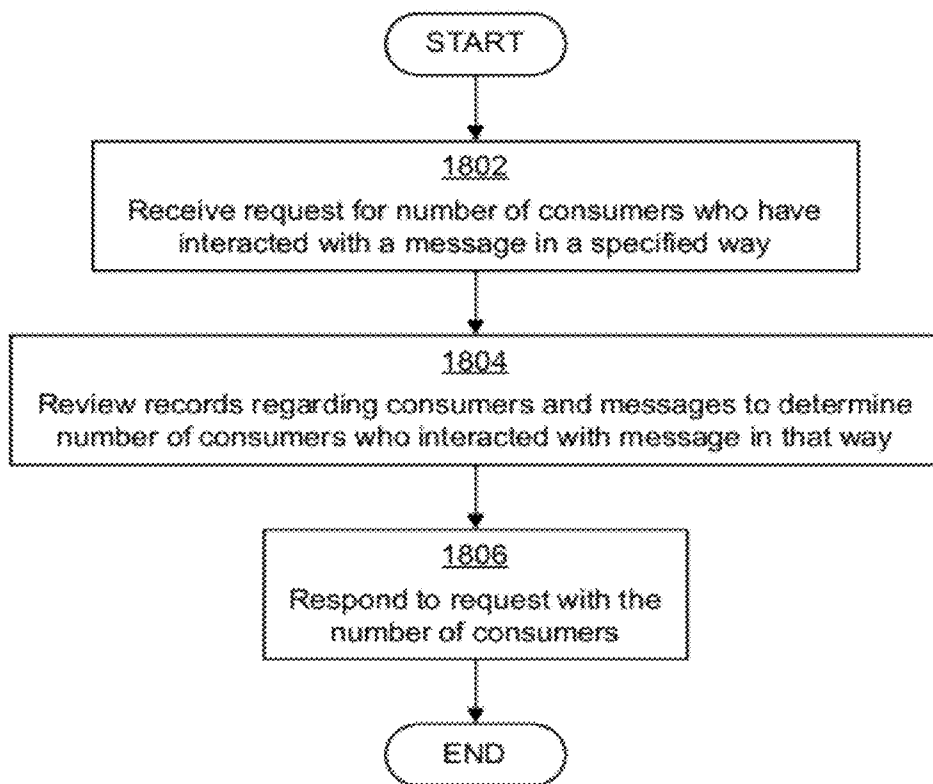 START
1802
Receive request for number of consumers who have
interacted with a message in a specified way
1804
Review records regarding consumers and messages to determine
number of consumers who interacted with message in that way
1806
Respond to request with the
number of consumers
END